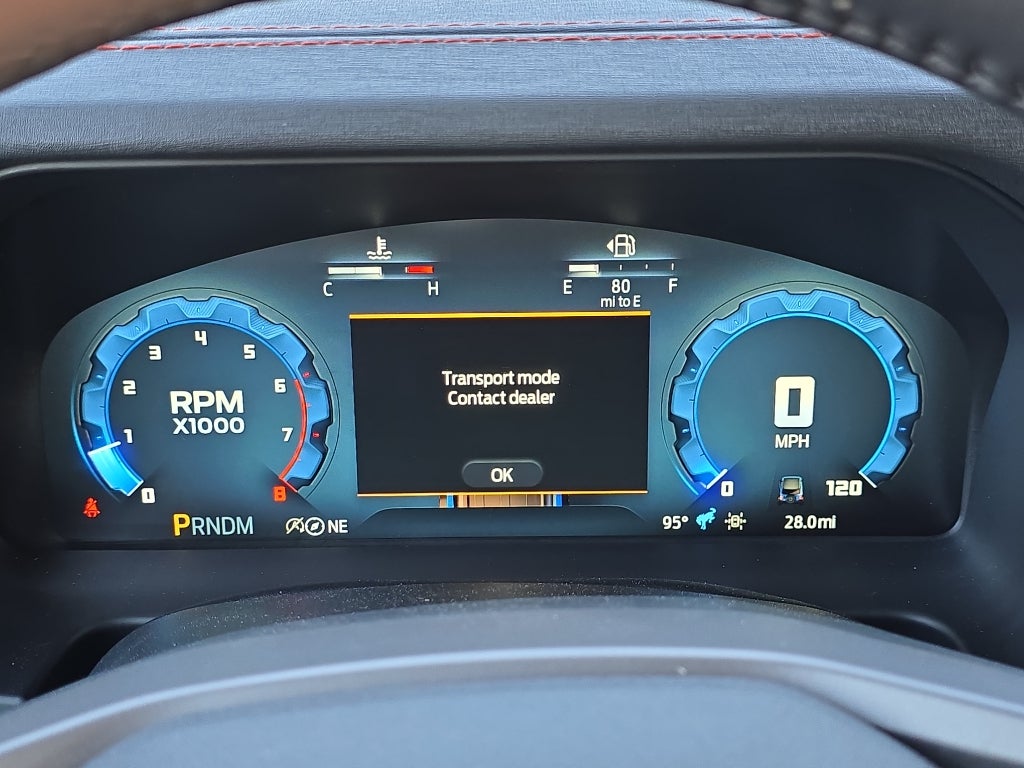 C H
E F
80
mi to E
0 1 2 3 4 5 6 7 8
RPM
X1000
Transport mode
Contact dealer
OK
0
MPH
0 120
PRNDM
NE
95°
28.0mi